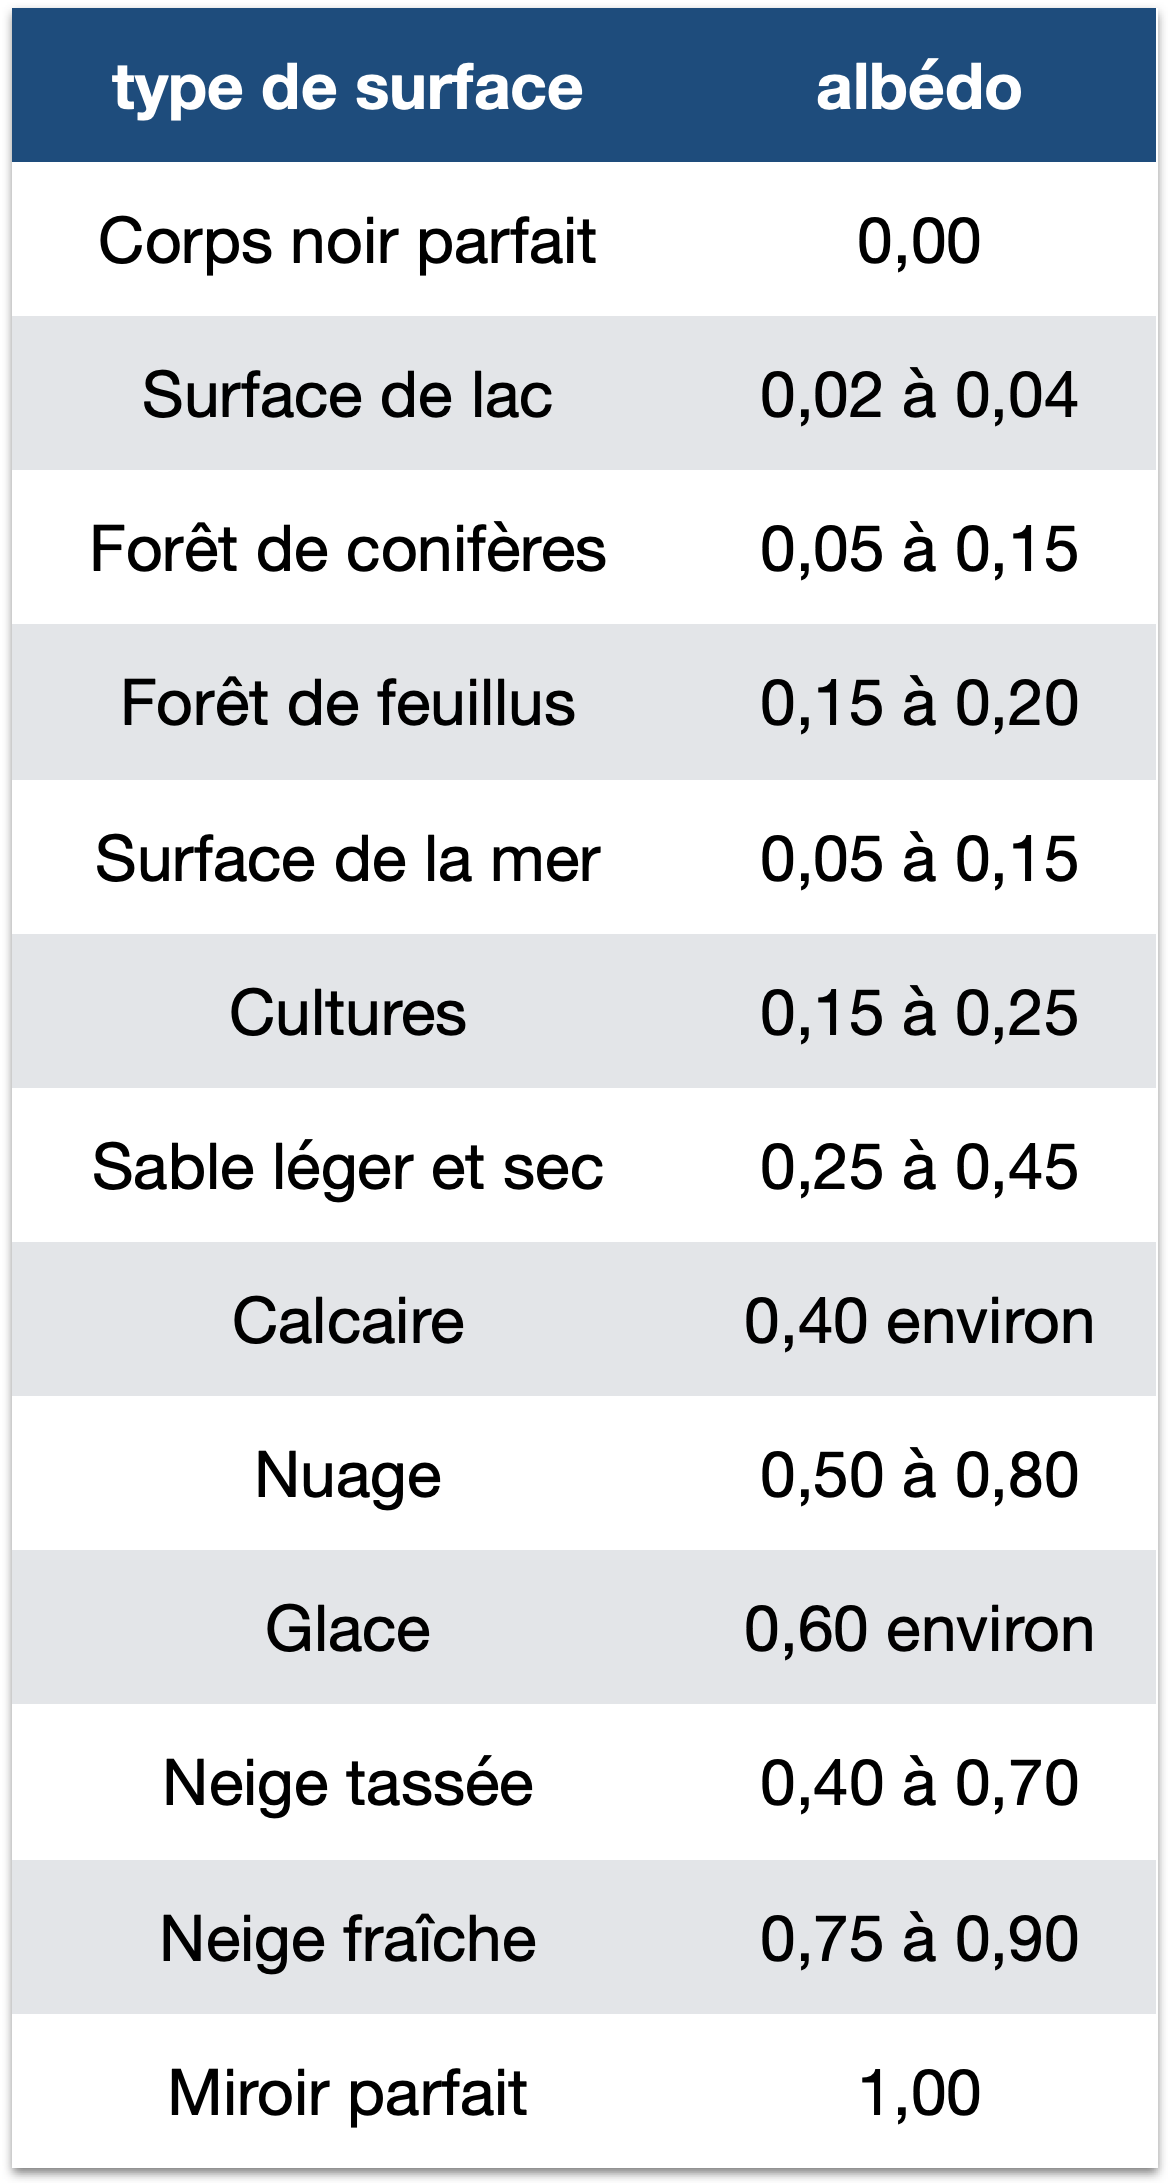 type de surface albédo
Corps noir parfait 0,00
Surface de lac 0,02 à 0,04
Forêt de conifères 0,05 à 0,15
Forêt de feuillus 0,15 à 0,20
Surface de la mer 0,05 à 0,15
Cultures 0,15 à 0,25
Sable léger et sec 0,25 à 0,45
Calcaire 0,40 environ
Nuage 0,50 à 0,80
Glace 0,60 environ
Neige tassée 0,40 à 0,70
Neige fraîche 0,75 à 0,90
Miroir parfait 1,00